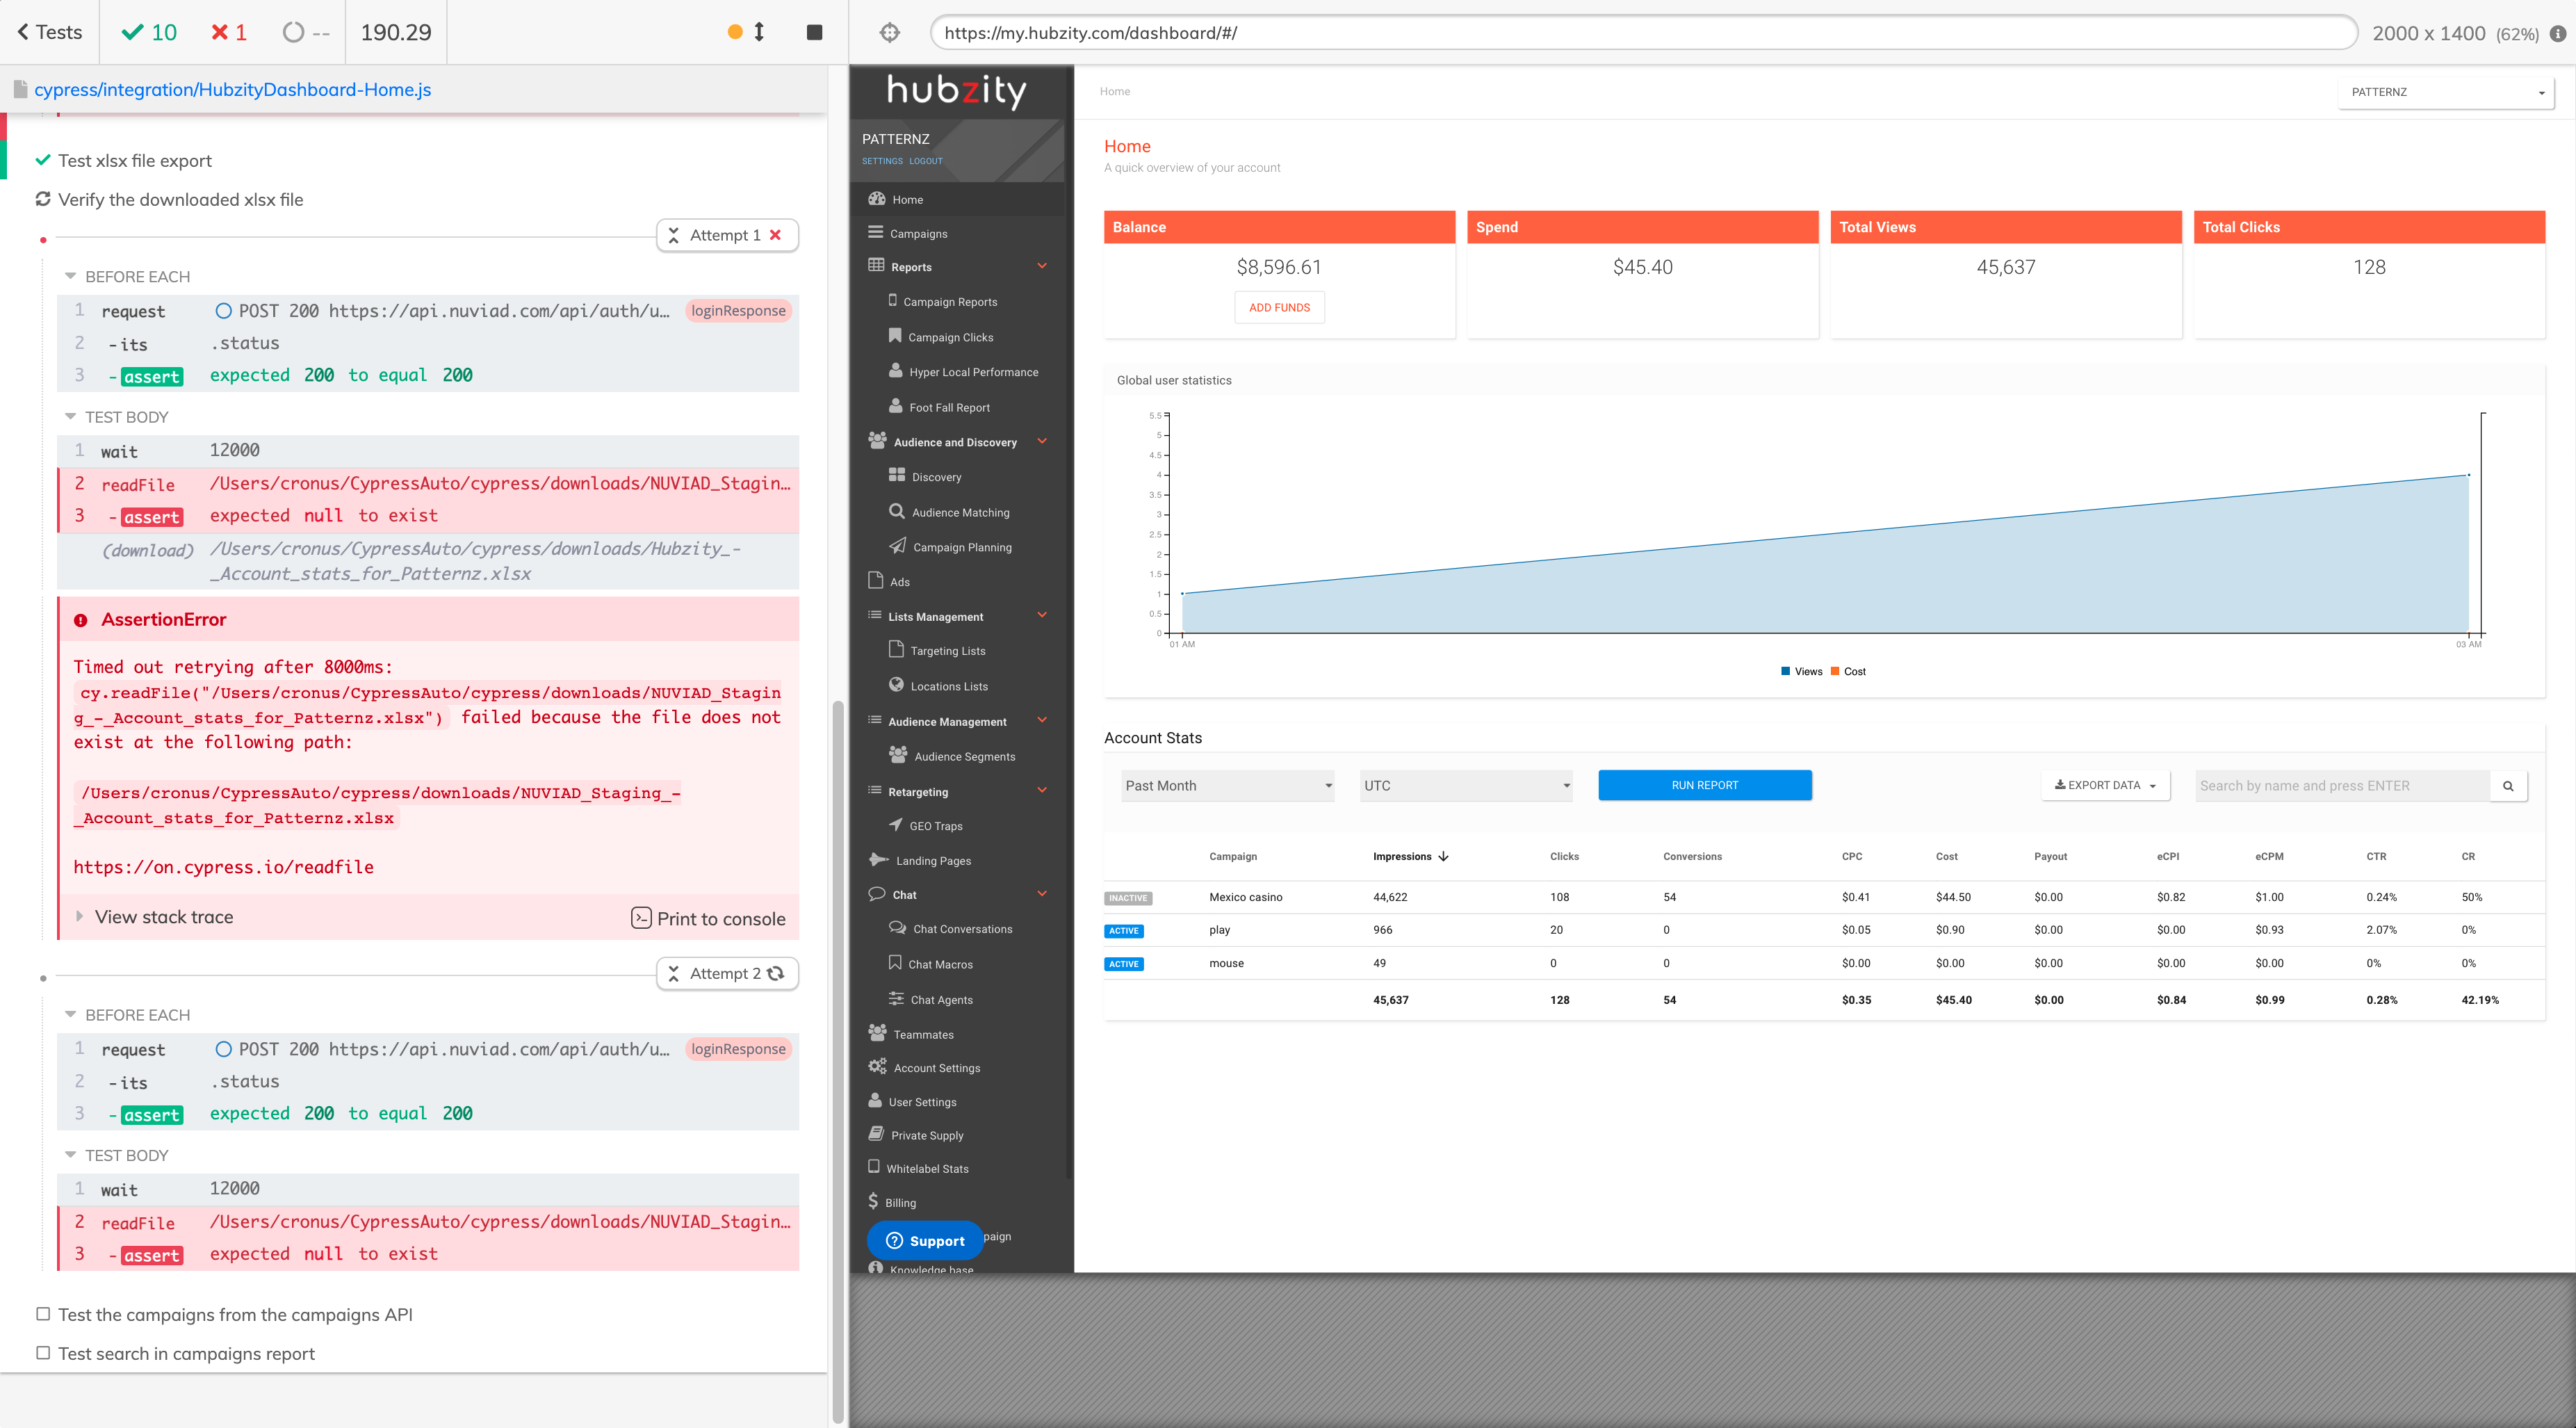 Tests
10
1
--
190.29
https://my.hubzity.com/dashboard/#/
2000 x 1400 (62%)
cypress/integration/HubzityDashboard-Home.js
Test xlsx file export
Verify the downloaded xlsx file
Attempt 1
BEFORE EACH
1 request POST 200 https://api.nuviad.com/api/auth/u... loginResponse
2 -its .status
3 -assert expected 200 to equal 200
TEST BODY
1 wait 12000
2 readFile /Users/cronus/CypressAuto/cypress/downloads/NUVIAD_Staging…
3 -assert expected null to exist
(download) /Users/cronus/CypressAuto/cypress/downloads/Hubzity_-
_Account_stats_for_Patternz.xlsx
AssertionError
Timed out retrying after 8000ms:
cy.readFile("/Users/cronus/CypressAuto/cypress/downloads/NUVIAD_Stagin
g_-_Account_stats_for_Patternz.xlsx") failed because the file does not
exist at the following path:
/Users/cronus/CypressAuto/cypress/downloads/NUVIAD_Staging_-
_Account_stats_for_Patternz.xlsx
https://on.cypress.io/readfile
View stack trace
Print to console
Attempt 2
BEFORE EACH
1 request POST 200 https://api.nuviad.com/api/auth/u... loginResponse
2 -its .status
3 -assert expected 200 to equal 200
TEST BODY
1 wait 12000
2 readFile /Users/cronus/CypressAuto/cypress/downloads/NUVIAD_Staging…
3 -assert expected null to exist
Test the campaigns from the campaigns API
Test search in campaigns report
hubzity
PATTERNZ
SETTINGS LOGOUT
Home
Campaigns
Reports
Campaign Reports
Campaign Clicks
Hyper Local Performance
Foot Fall Report
Audience and Discovery
Discovery
Audience Matching
Campaign Planning
Ads
Lists Management
Targeting Lists
Locations Lists
Audience Management
Audience Segments
Retargeting
GEO Traps
Landing Pages
Chat
Chat Conversations
Chat Macros
Chat Agents
Teammates
Account Settings
User Settings
Private Supply
Whitelabel Stats
Billing
Support
paign
Knowledge base
Home
PATTERNZ
Home
A quick overview of your account
Balance
$8,596.61
ADD FUNDS
Spend
$45.40
Total Views
45,637
Total Clicks
128
Global user statistics
5.5
5
4.5
4
3.5
3
2.5
2
1.5
1
0.5
0
01 AM 03 AM
Views Cost
Account Stats
Past Month UTC RUN REPORT EXPORT DATA Search by name and press ENTER
Campaign Impressions Clicks Conversions CPC Cost Payout eCPI eCPM CTR CR
INACTIVE Mexico casino 44,622 108 54 $0.41 $44.50 $0.00 $0.82 $1.00 0.24% 50%
ACTIVE play 966 20 0 $0.05 $0.90 $0.00 $0.00 $0.93 2.07% 0%
ACTIVE mouse 49 0 0 $0.00 $0.00 $0.00 $0.00 $0.00 0% 0%
45,637 128 54 $0.35 $45.40 $0.00 $0.84 $0.99 0.28% 42.19%